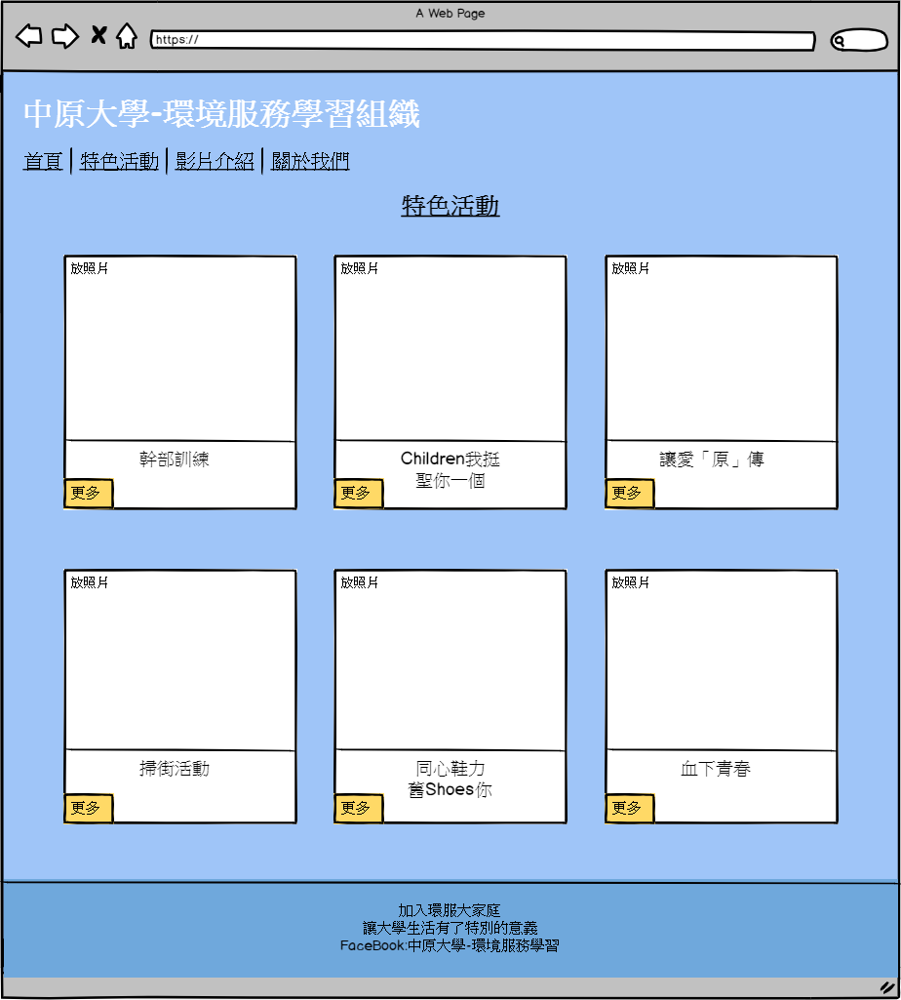 A Web Page
https://
中原大學-環境服務學習組織
首頁 | 特色活動 | 影片介紹 | 關於我們
特色活動
放照片
放照片
放照片
幹部訓練
Children我挺
聖你一個
讓愛「原」傳
更多
更多
更多
放照片
放照片
放照片
掃街活動
同心鞋力
舊Shoes你
血下青春
更多
更多
更多
加入環服大家庭
讓大學生活有了特別的意義
FaceBook:中原大學-環境服務學習